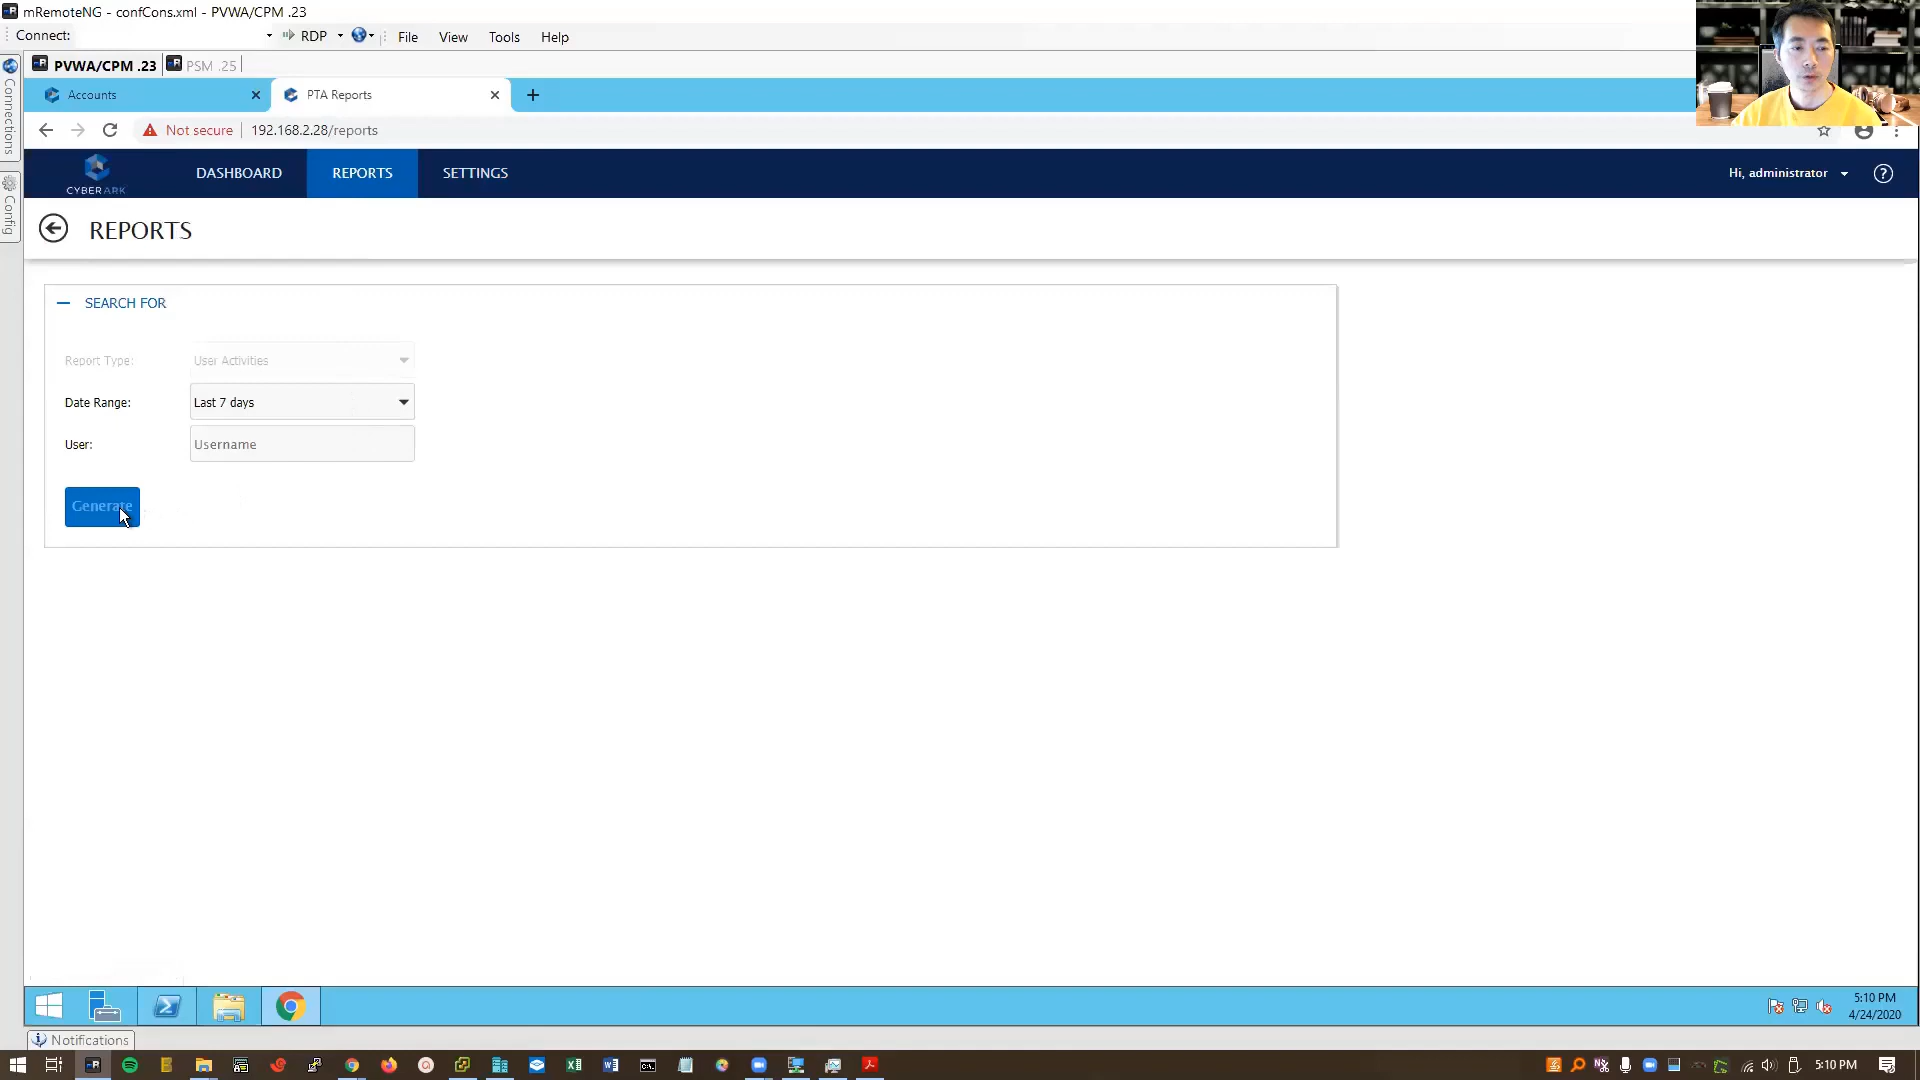 mRemoteNG - confCons.xml - PVWA/CPM .23
Connect: RDP File View Tools Help
PVWA/CPM .23 PSM .25
Connections
Config
Accounts PTA Reports
Not secure 192.168.2.28/reports
CYBERARK DASHBOARD REPORTS SETTINGS Hi, administrator ?
REPORTS
SEARCH FOR
Report Type: User Activities
Date Range: Last 7 days
User: Username
Generate
5:10 PM
4/24/2020
Notifications
5:10 PM